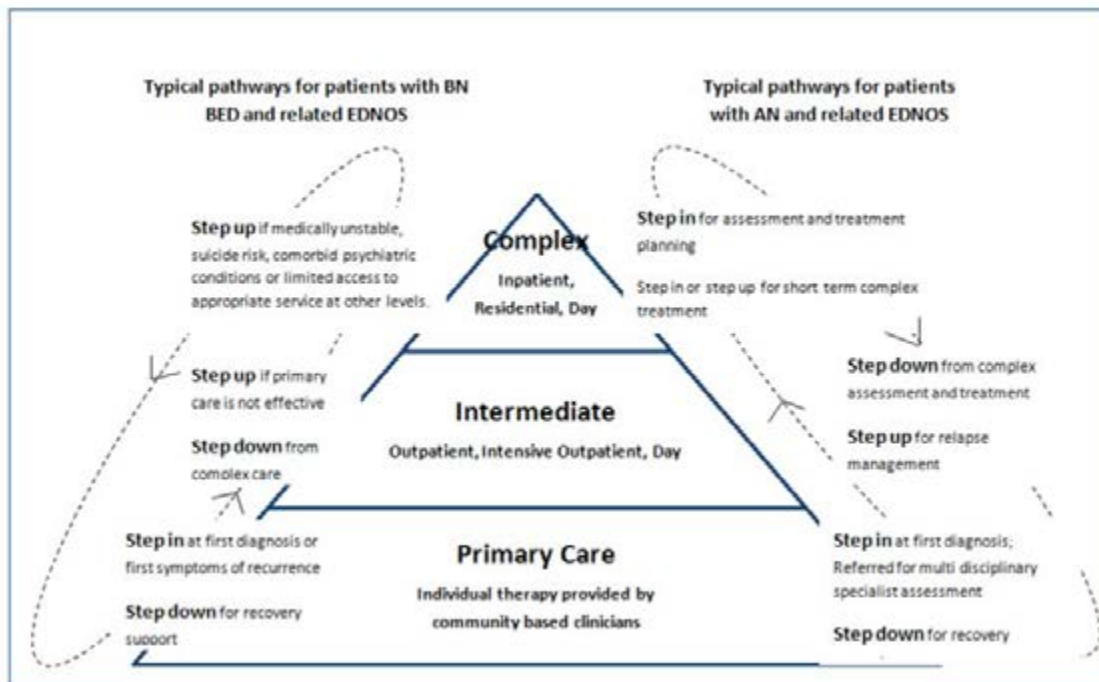 Typical pathways for patients with BN
BED and related EDNOS
Typical pathways for patients
with AN and related EDNOS
Step up if medically unstable,
suicide risk, comorbid psychiatric
conditions or limited access to
appropriate service at other levels.
Step up if primary
care is not effective
Step down from
complex care
Step in at first diagnosis or
first symptoms of recurrence
Step down for recovery
support
Complex
Inpatient,
Residential, Day
Intermediate
Outpatient, Intensive Outpatient, Day
Primary Care
Individual therapy provided by
community based clinicians
Step in for assessment and treatment
planning
Step in or step up for short term complex
treatment
Step down from complex
assessment and treatment
Step up for relapse
management
Step in at first diagnosis;
Referred for multi disciplinary
specialist assessment
Step down for recovery